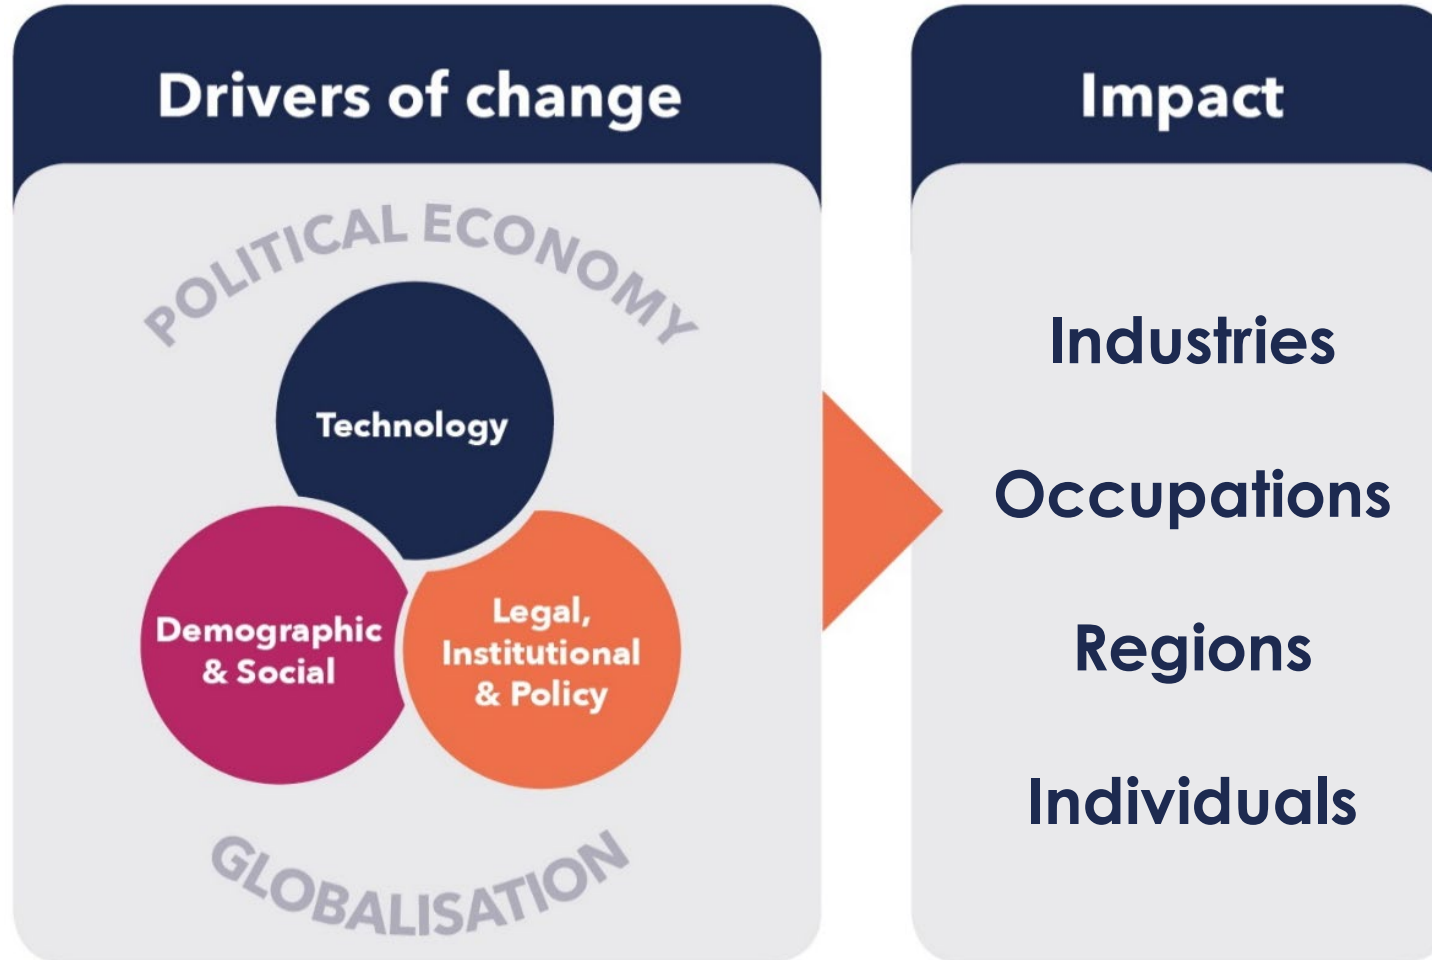 Drivers of change
POLITICAL ECONOMY
Technology
Demographic
& Social
Legal,
Institutional
& Policy
GLOBALISATION
Impact
Industries
Occupations
Regions
Individuals